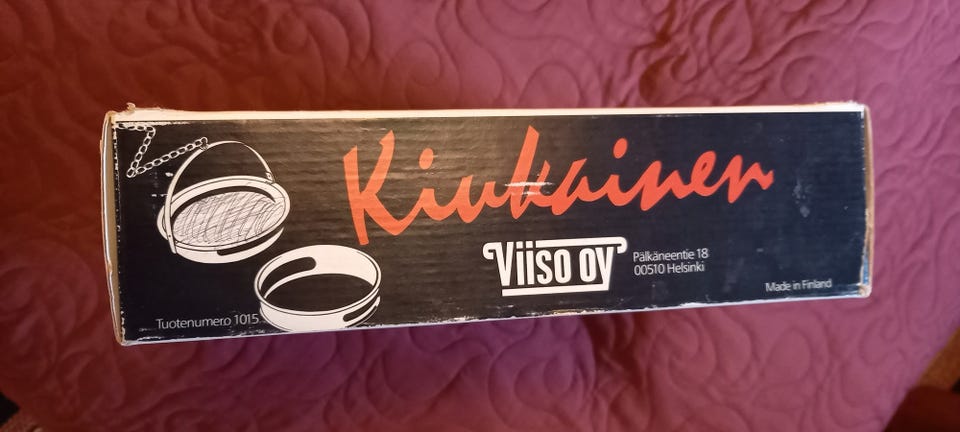 Kiukainen
Viiso oy
Pälkäneentie 18
00510 Helsinki
Made in Finland
Tuotenumero 1015